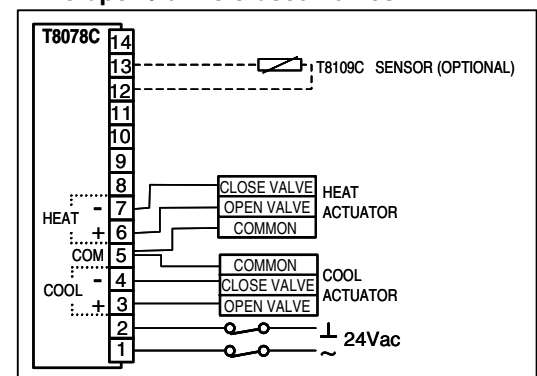 T8078C
14
13
T8109C SENSOR (OPTIONAL)
12
11
10
9
8
CLOSE VALVE
HEAT ACTUATOR
- 7
OPEN VALVE
HEAT
+ 6
COMMON
COM 5
COMMON
COOL ACTUATOR
- 4
CLOSE VALVE
COOL
+ 3
OPEN VALVE
2
⊥
24Vac
1
~